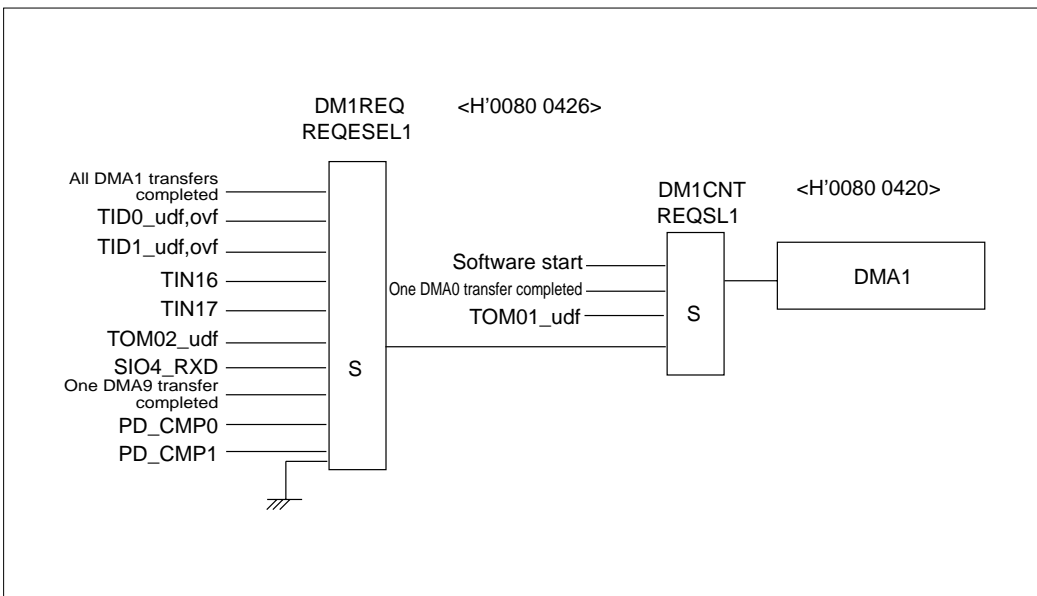 DM1REQ <H'0080 0426>
REQESEL1
All DMA1 transfers
completed
TID0_udf,ovf
TID1_udf,ovf
TIN16
TIN17
TOM02_udf
SIO4_RXD
One DMA9 transfer
completed
PD_CMP0
PD_CMP1
S
DM1CNT <H'0080 0420>
REQSL1
Software start
One DMA0 transfer completed
TOM01_udf
S
DMA1